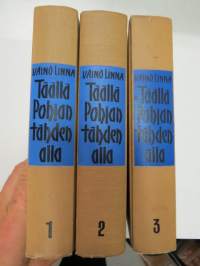 VÄINÖ LINNA
Täällä
Pohjan
tähden
alla
1
VÄINÖ LINNA
Täällä
Pohjan
tähden
alla
2
VÄINÖ LINNA
Täällä
Pohjan
tähden
alla
3